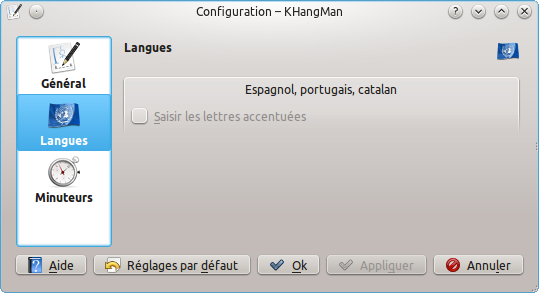 Configuration – KHangMan
Général
Langues
Minuteurs
Langues
Espagnol, portugais, catalan
Saisir les lettres accentuées
Aide
Réglages par défaut
Ok
Appliquer
Annuler